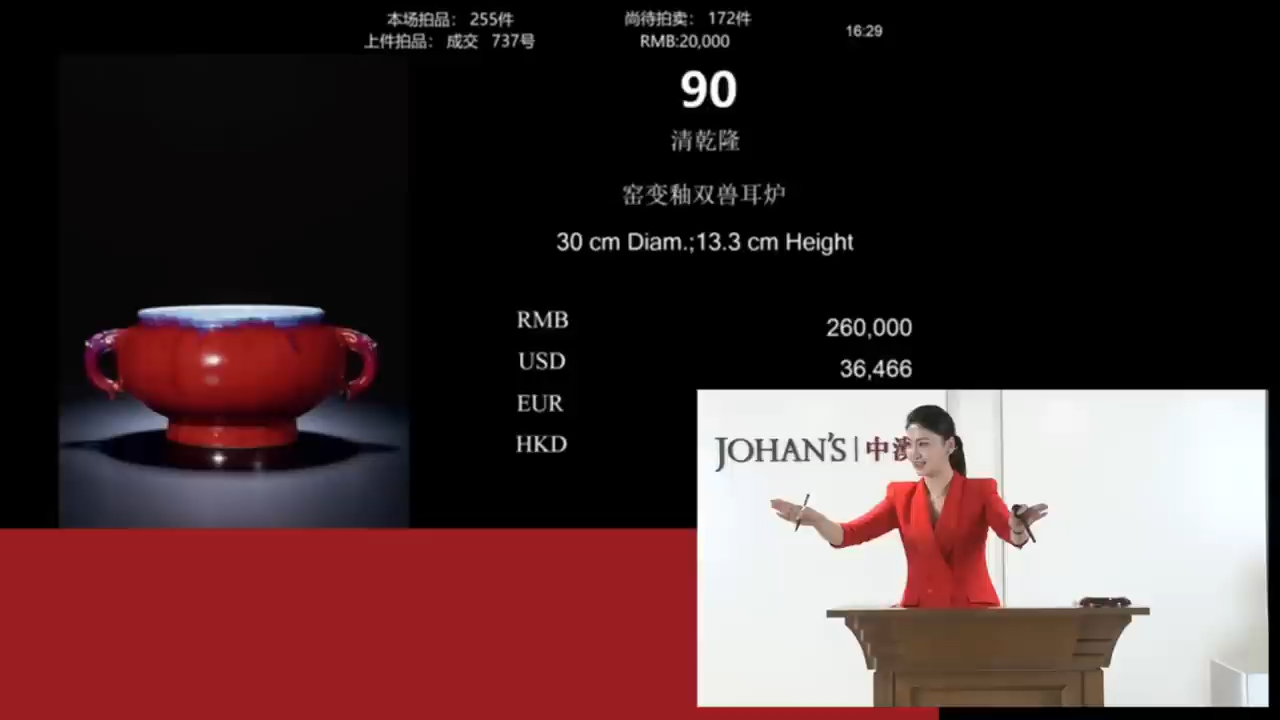 本场拍品： 255件
尚待拍卖： 172件
上件拍品： 成交 737号
RMB:20,000
16:29
90
清乾隆
窑变釉双兽耳炉
30 cm Diam.;13.3 cm Height
RMB 260,000
USD 36,466
EUR
HKD
JOHAN'S | 中